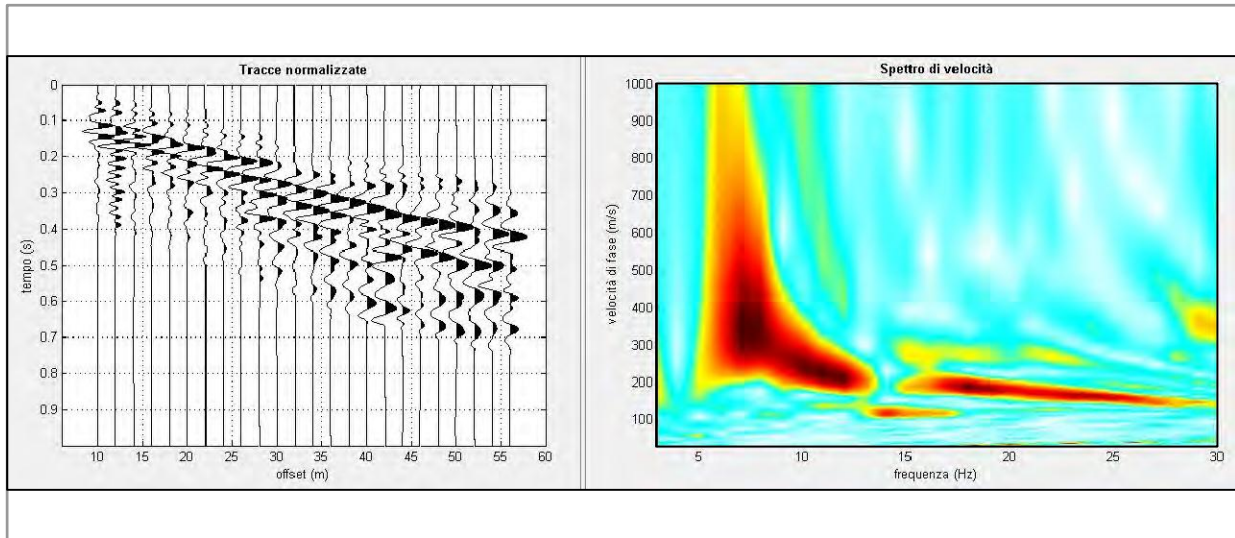 Tracce normalizzate
0
0.1
0.2
0.3
0.4
0.5
0.6
0.7
0.8
0.9
tempo (s)
10 15 20 25 30 35 40 45 50 55 60
offset (m)
Spettro di velocità
1000
900
800
700
600
500
400
300
200
100
velocità di fase (m/s)
5 10 15 20 25 30
frequenza (Hz)